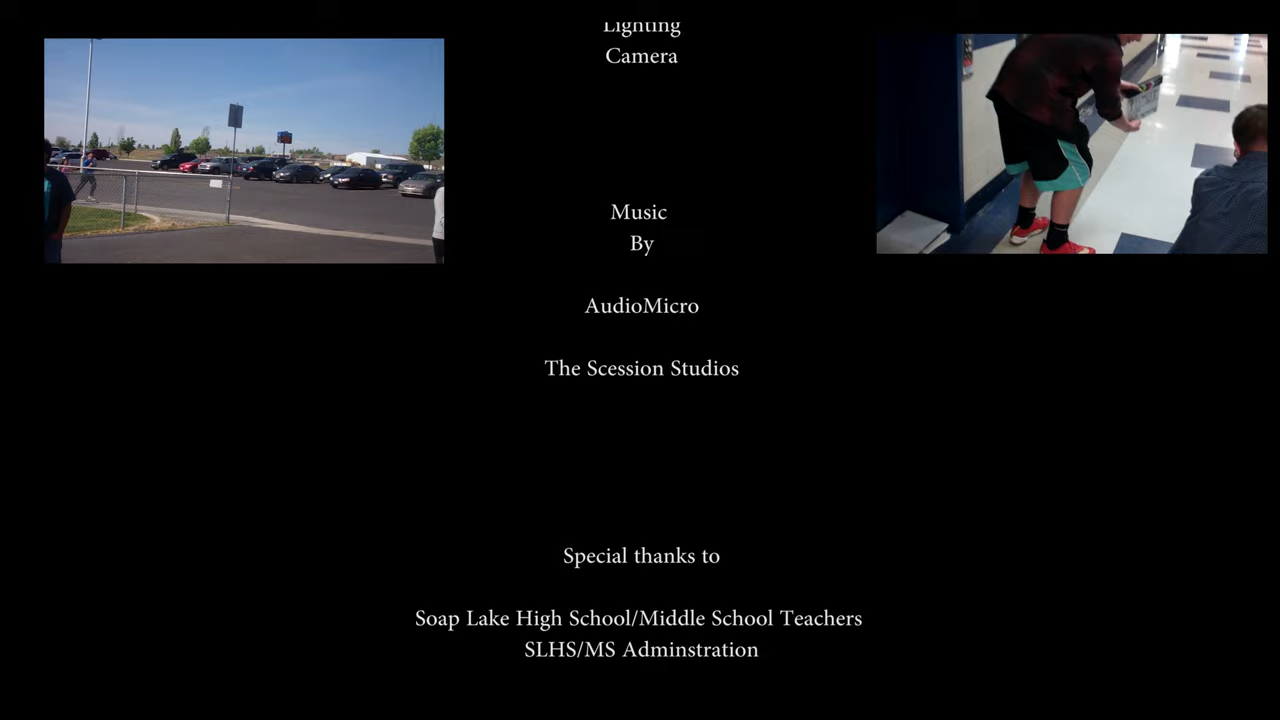 Lighting
Camera
Music
By
AudioMicro
The Scession Studios
Special thanks to
Soap Lake High School/Middle School Teachers
SLHS/MS Adminstration